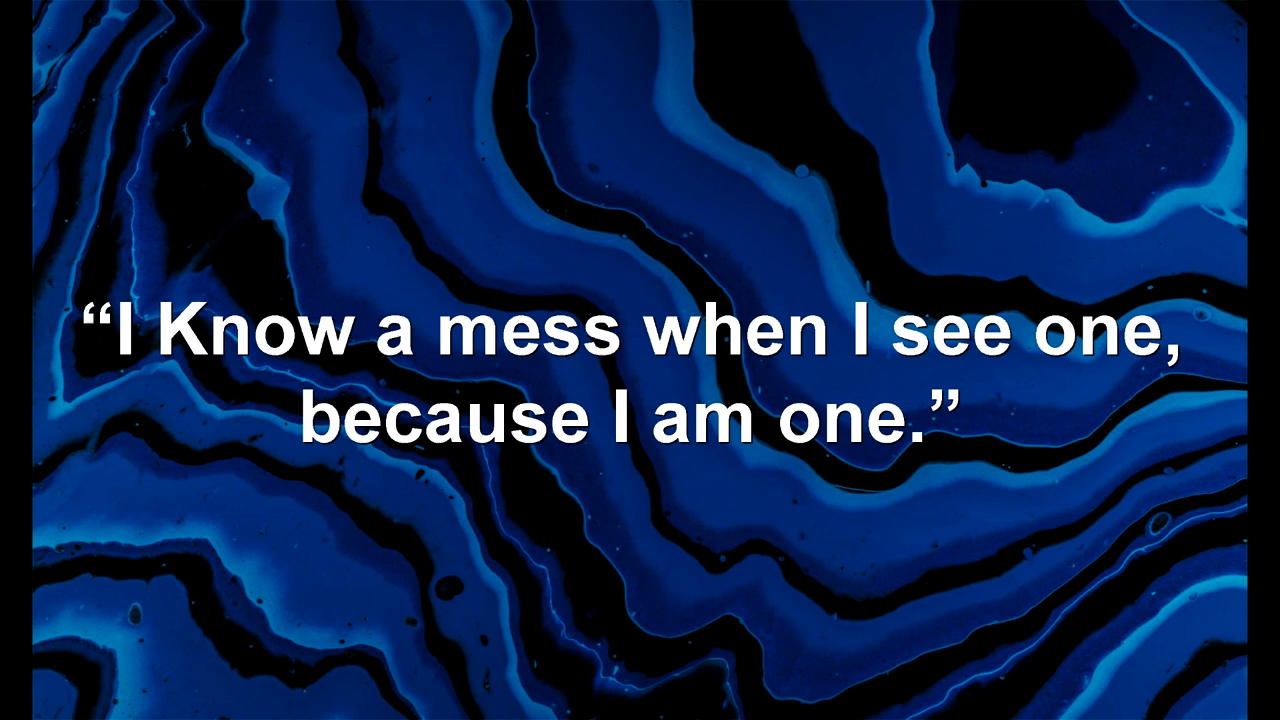 “I Know a mess when I see one,
because I am one.”